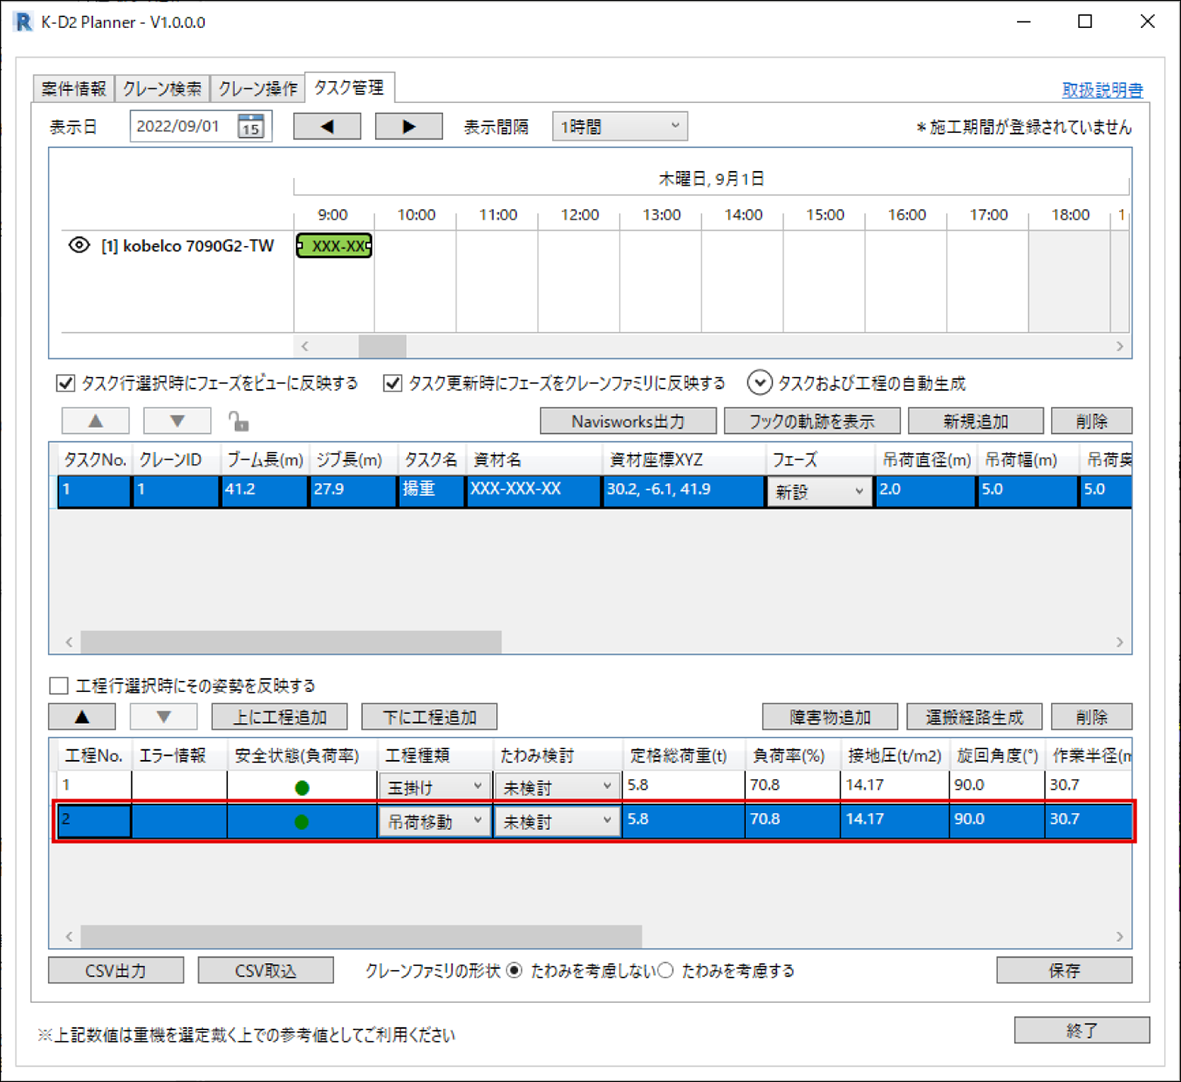 K-D2 Planner - V1.0.0.0
案件情報 クレーン検索 クレーン操作 タスク管理 取扱説明書
表示日 2022/09/01 15 ◀ ▶ 表示間隔 1時間 *施工期間が登録されていません
木曜日, 9月1日
9:00 10:00 11:00 12:00 13:00 14:00 15:00 16:00 17:00 18:00 1
[1] kobelco 7090G2-TW XXX-XX
タスク行選択時にフェーズをビューに反映する タスク更新時にフェーズをクレーンファミリに反映する タスクおよび工程の自動生成
▲ ▼ Navisworks出力 フックの軌跡を表示 新規追加 削除
タスクNo. クレーンID ブーム長(m) ジブ長(m) タスク名 資材名 資材座標XYZ フェーズ 吊荷直径(m) 吊荷幅(m) 吊荷奥
1 1 41.2 27.9 揚重 XXX-XXX-XX 30.2, -6.1, 41.9 新設 2.0 5.0 5.0
工程行選択時にその姿勢を反映する
▲ ▼ 上に工程追加 下に工程追加 障害物追加 運搬経路生成 削除
工程No. エラー情報 安全状態(負荷率) 工程種類 たわみ検討 定格総荷重(t) 負荷率(%) 接地圧(t/m2) 旋回角度(°) 作業半径(m
1 玉掛け 未検討 5.8 70.8 14.17 90.0 30.7
2 吊荷移動 未検討 5.8 70.8 14.17 90.0 30.7
CSV出力 CSV取込 クレーンファミリの形状 たわみを考慮しない たわみを考慮する 保存
※上記数値は重機を選定戴く上での参考値としてご利用ください 終了